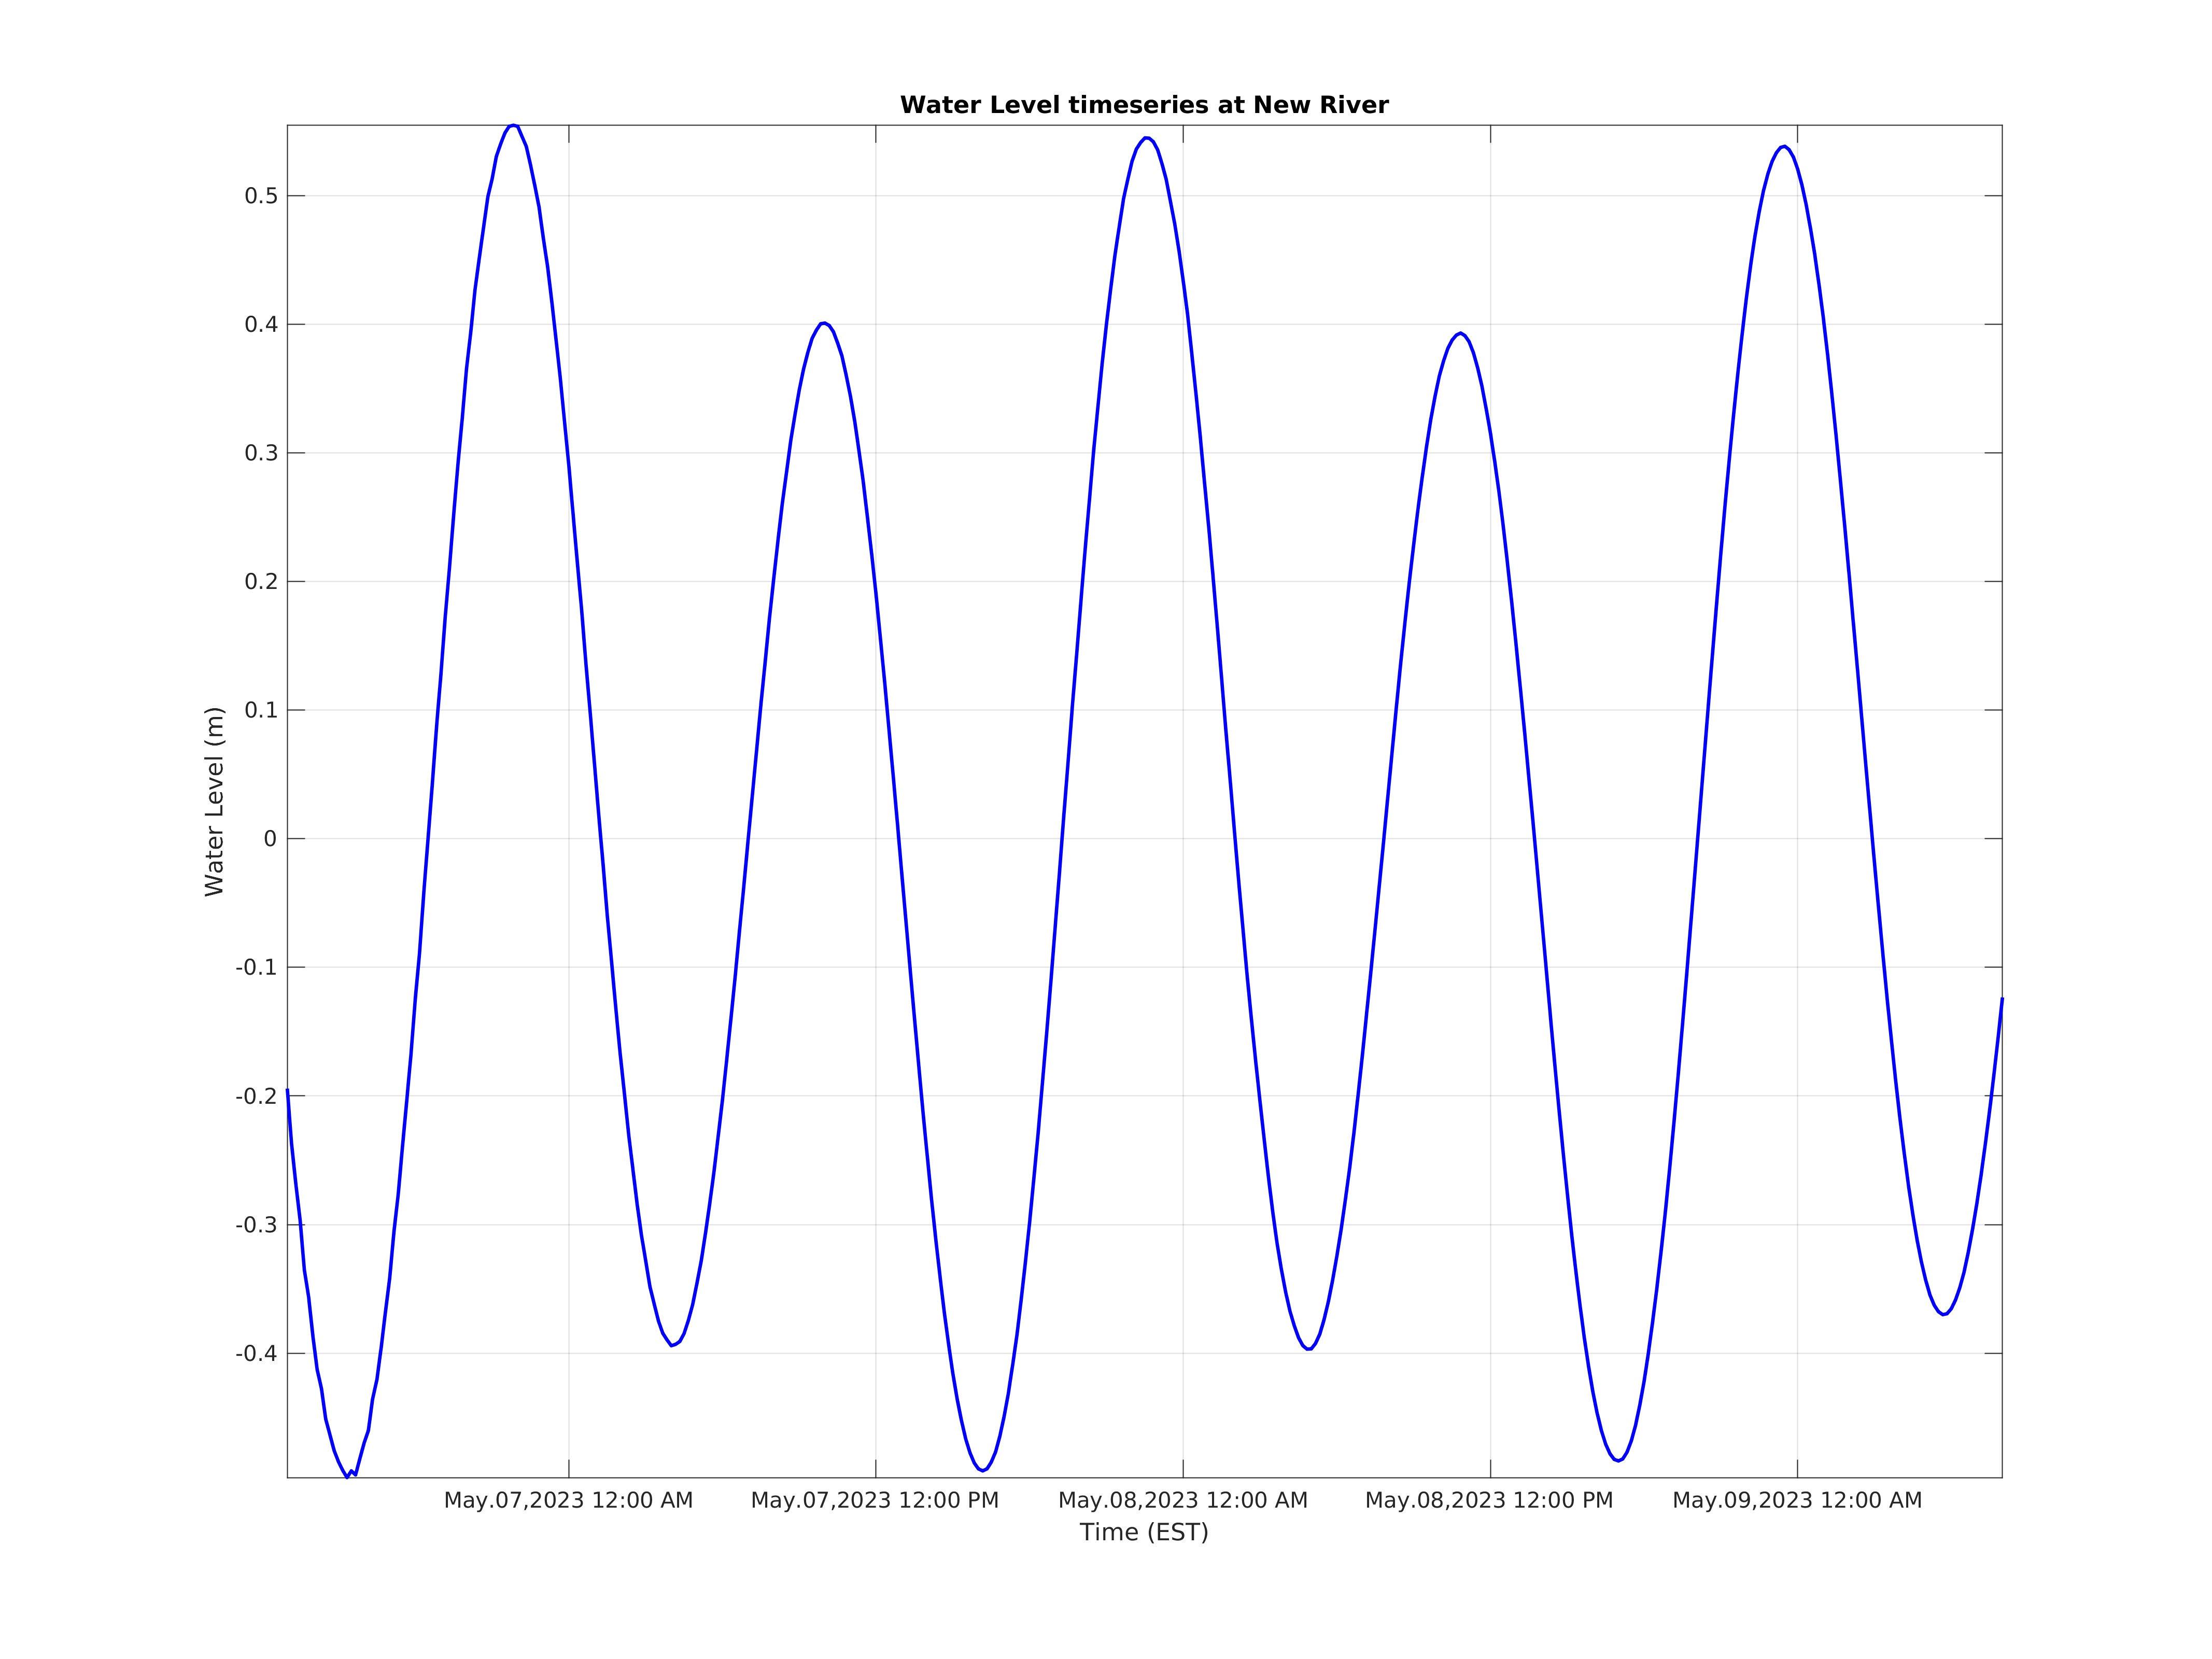 Water Level timeseries at New River
0.5
0.4
0.3
0.2
0.1
0
-0.1
-0.2
-0.3
-0.4
Water Level (m)
May.07,2023 12:00 AM May.07,2023 12:00 PM May.08,2023 12:00 AM May.08,2023 12:00 PM May.09,2023 12:00 AM
Time (EST)